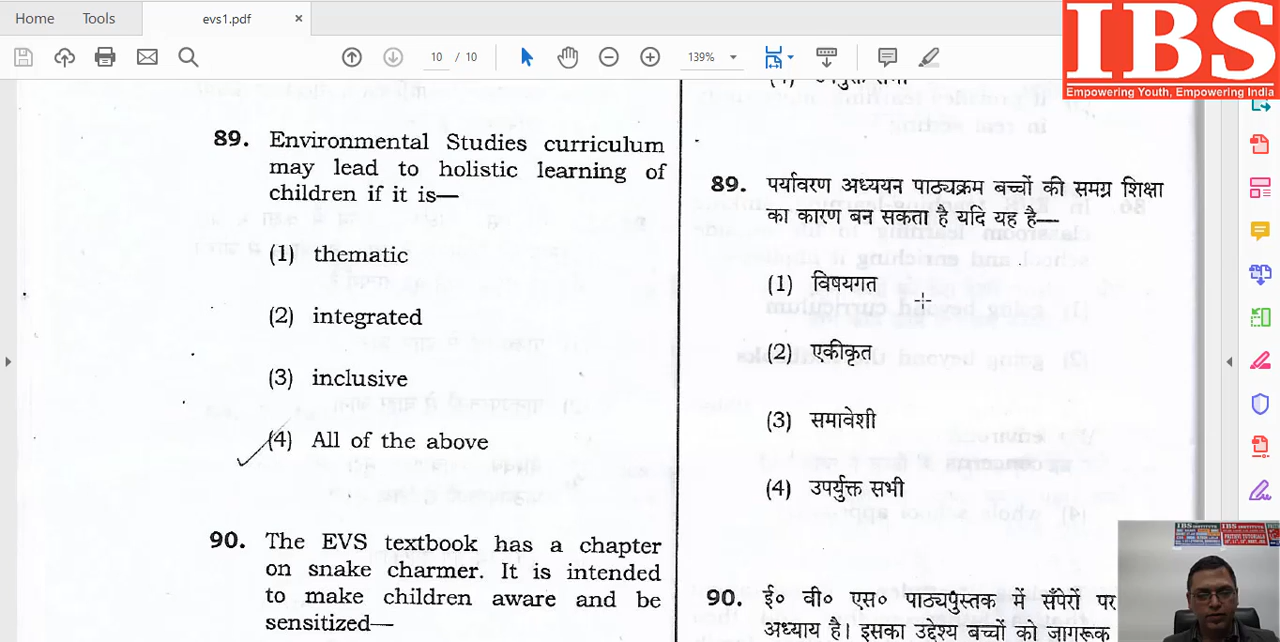 Home Tools evs1.pdf ×
10 / 10 139%
IBS
Empowering Youth, Empowering India
89. Environmental Studies curriculum
may lead to holistic learning of
children if it is—
(1) thematic
(2) integrated
(3) inclusive
(4) All of the above
90. The EVS textbook has a chapter
on snake charmer. It is intended
to make children aware and be
sensitized—
89. पर्यावरण अध्ययन पाठ्यक्रम बच्चों की समग्र शिक्षा
का कारण बन सकता है यदि यह है—
(1) विषयगत
(2) एकीकृत
(3) समावेशी
(4) उपर्युक्त सभी
90. ई० वी० एस० पाठ्यपुस्तक में सँपेरों पर
अध्याय है। इसका उद्देश्य बच्चों को जागरूक